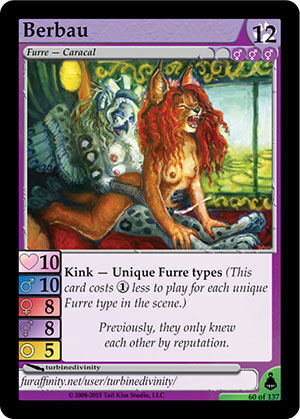 Berbau
12
Furre — Caracal
10
10
8
8
5
Kink — Unique Furre types (This
card costs 1 less to play for each unique
Furre type in the scene.)
Previously, they only knew
each other by reputation.
turbinedivinity
furaffinity.net/user/turbinedivinity/
© 2008-2015 Tail Kiss Studio, LLC
60 of 137